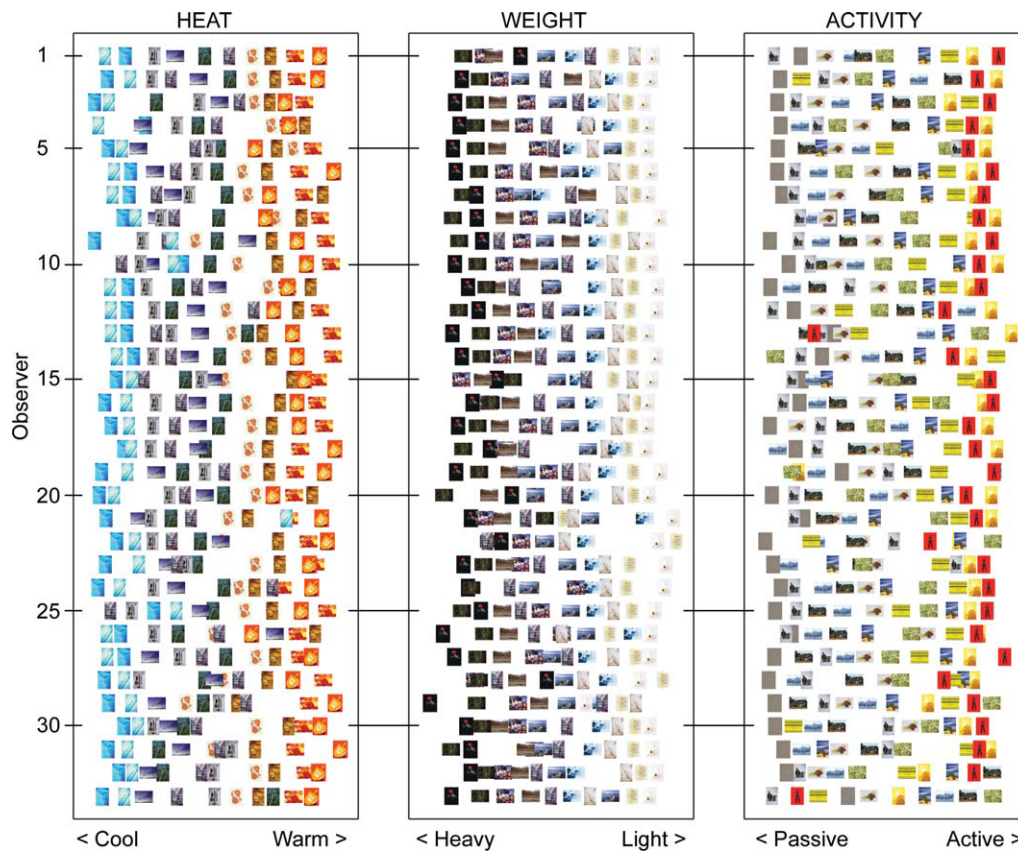 HEAT WEIGHT ACTIVITY
1
5
10
15
20
25
30
Observer
< Cool Warm > < Heavy Light > < Passive Active >